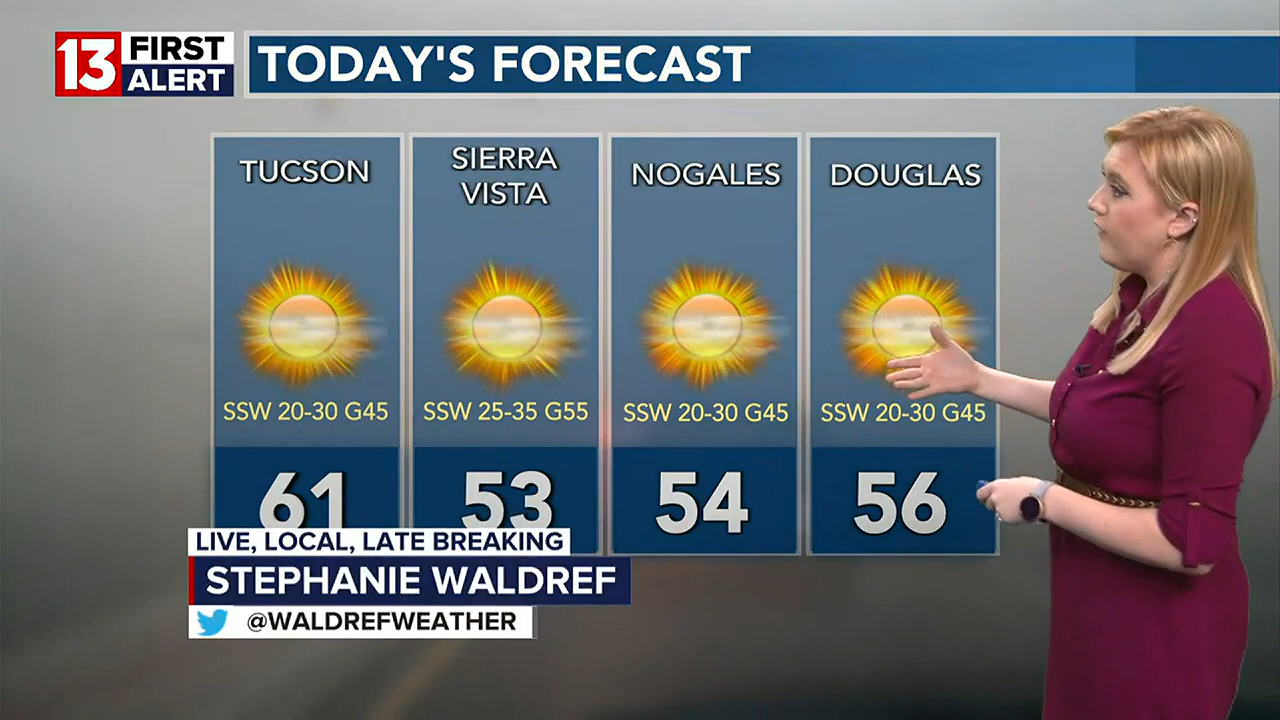 13 FIRST ALERT
TODAY'S FORECAST
TUCSON
SIERRA
VISTA
NOGALES
DOUGLAS
SSW 20-30 G45
SSW 25-35 G55
SSW 20-30 G45
SSW 20-30 G45
61
53
54
56
LIVE, LOCAL, LATE BREAKING
STEPHANIE WALDREF
@WALDREFWEATHER